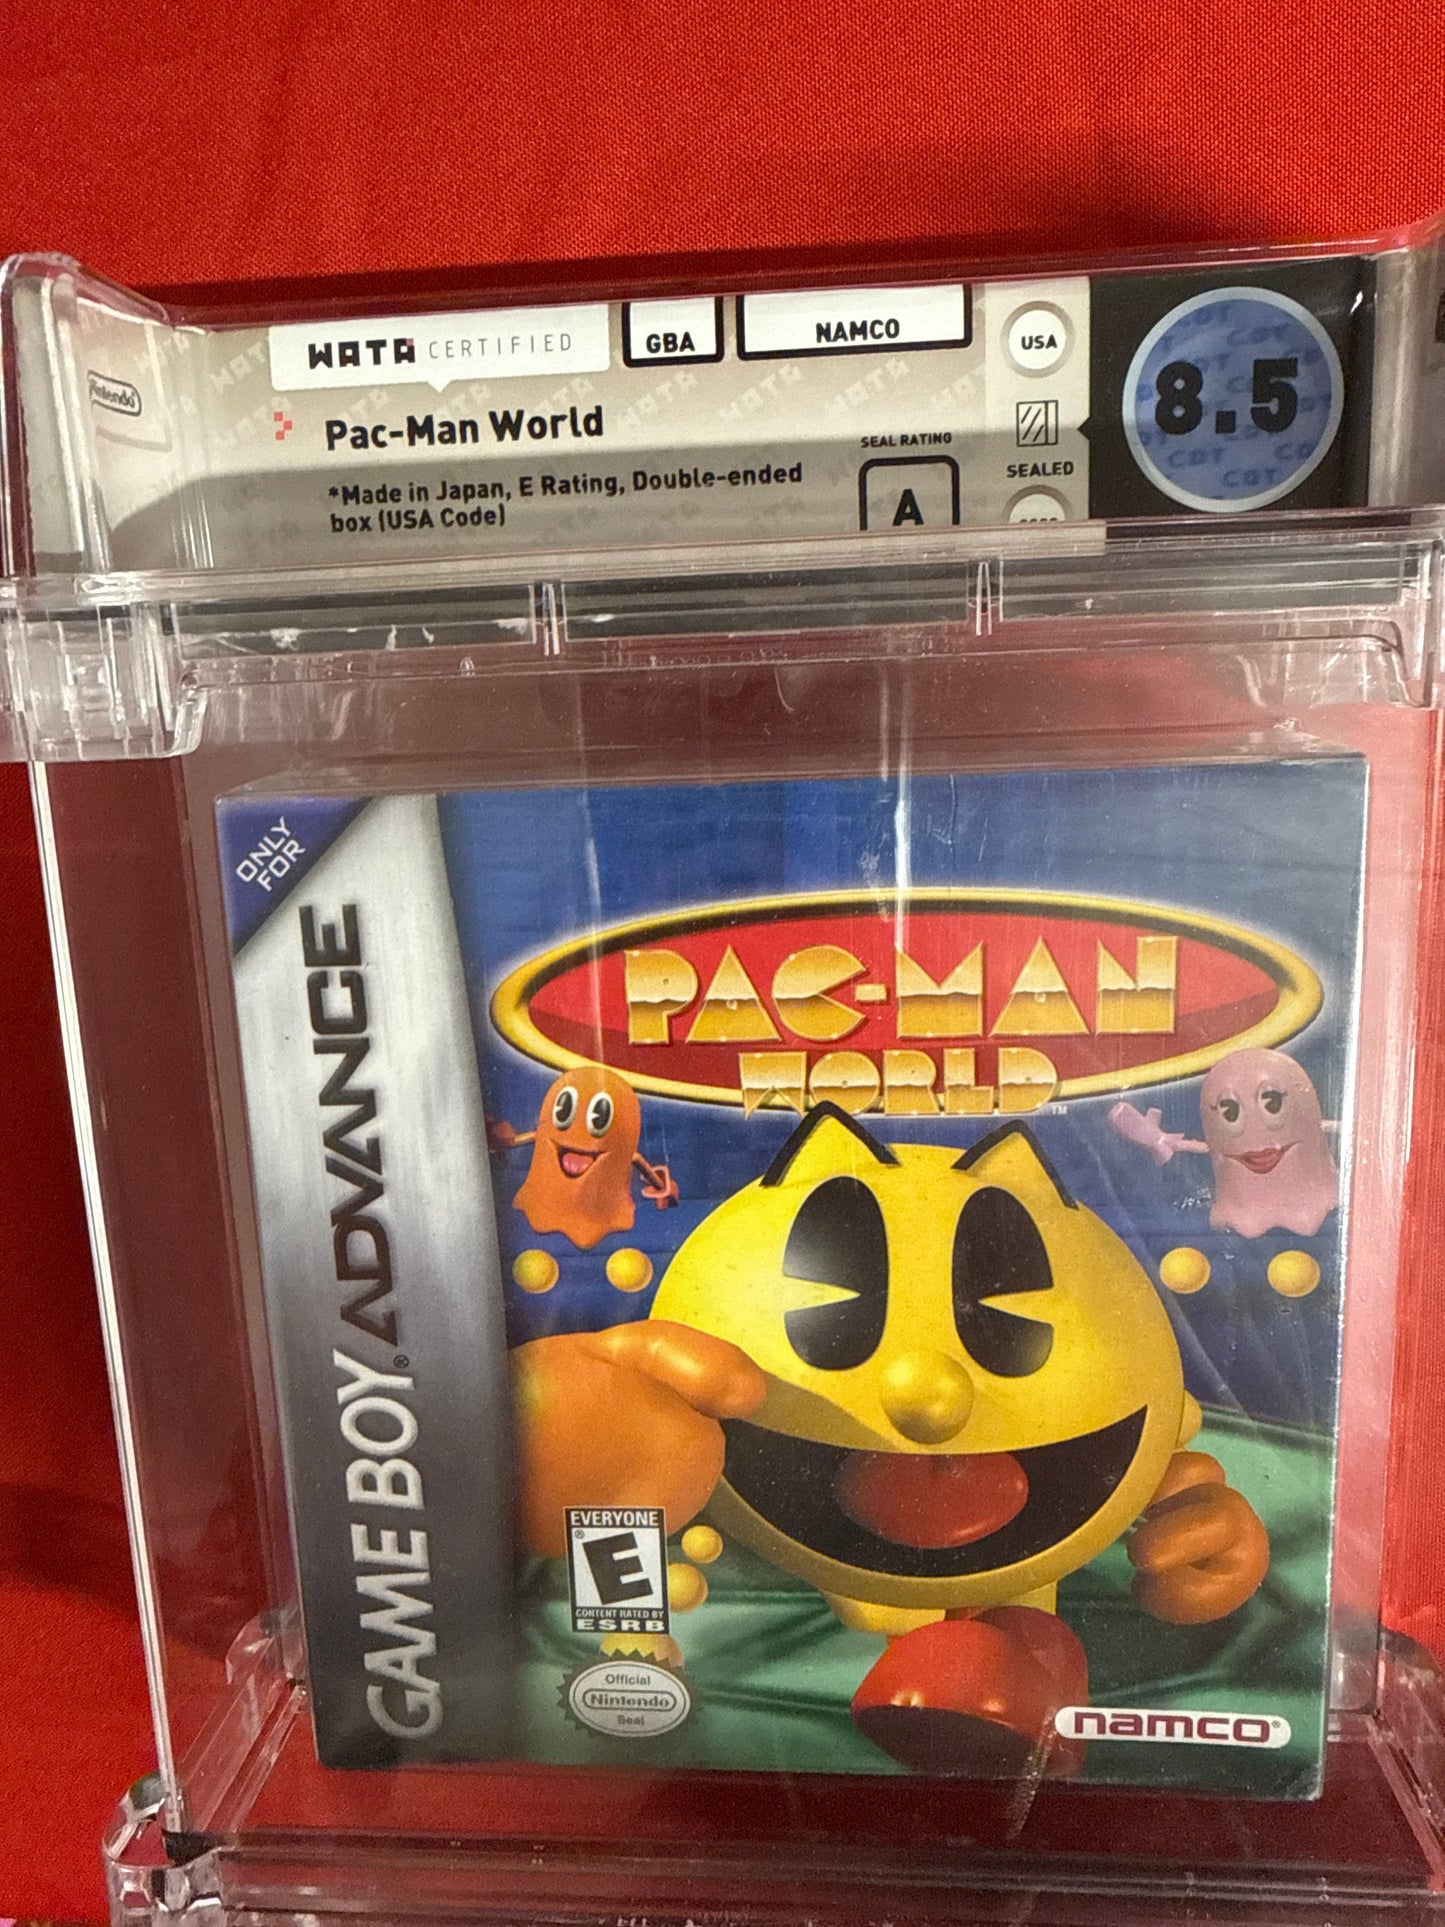 Nintendo
WATA CERTIFIED
GBA
NAMCO
USA
Pac-Man World
*Made in Japan, E Rating, Double-ended
box (USA Code)
SEAL RATING
A
SEALED
8.5
ONLY
FOR
GAME BOY ADVANCE
PAC-MAN
WORLD™
EVERYONE
E
CONTENT RATED BY
ESRB
Official
Nintendo
Seal
namco®